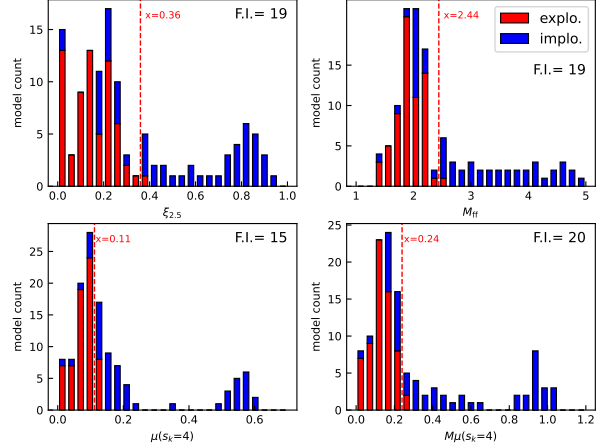 model count
15
10
5
0
x=0.36
F.I.= 19
0.0 0.2 0.4 0.6 0.8 1.0
ξ2.5
model count
20
15
10
5
0
x=2.44
explo.
implo.
F.I.= 19
1 2 3 4 5
Mff
model count
25
20
15
10
5
0
x=0.11
F.I.= 15
0.0 0.2 0.4 0.6
μ(sk=4)
model count
25
20
15
10
5
0
x=0.24
F.I.= 20
0.0 0.2 0.4 0.6 0.8 1.0 1.2
Mμ(sk=4)